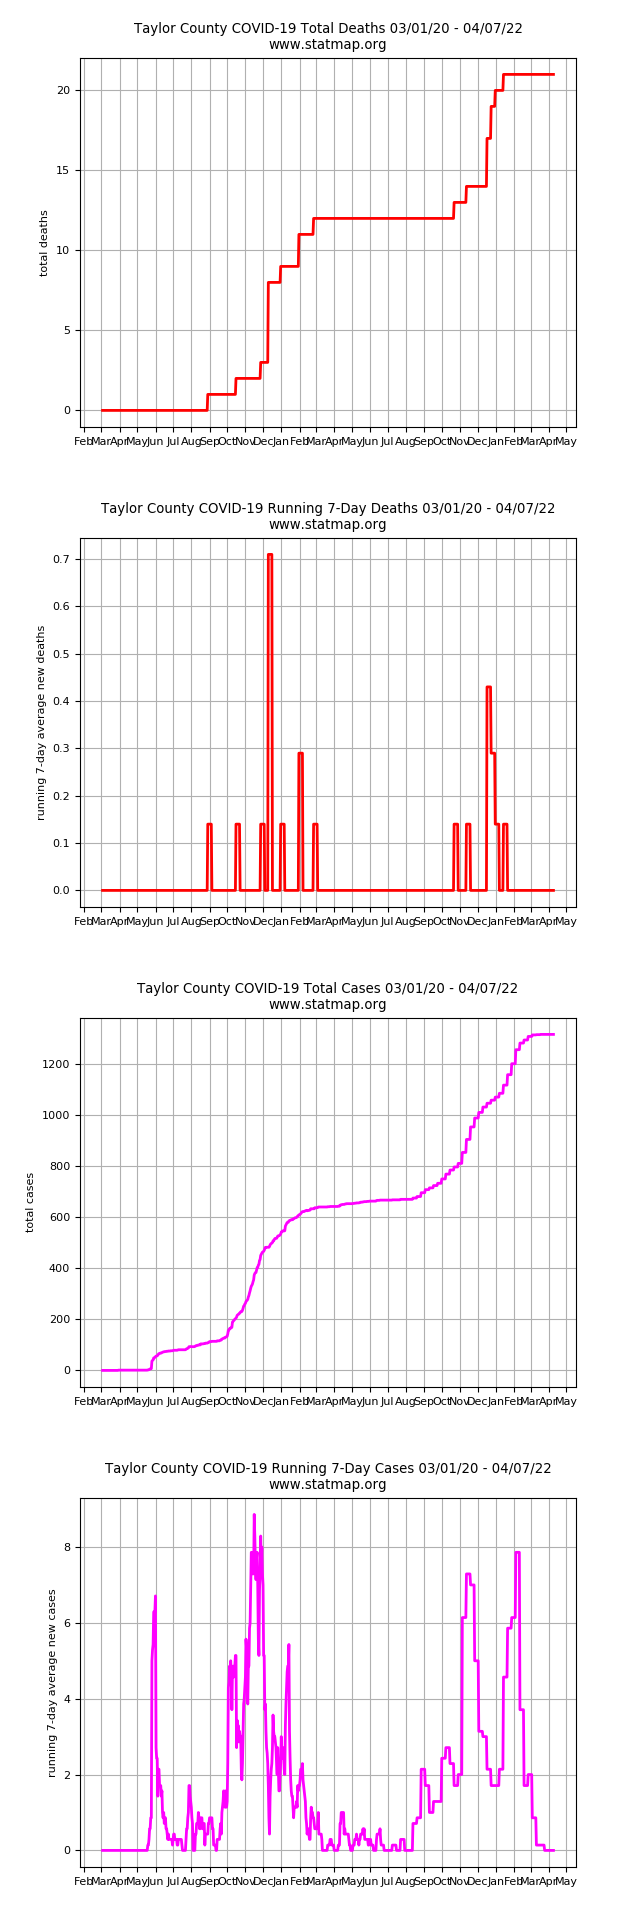 Taylor County COVID-19 Total Deaths 03/01/20 - 04/07/22
www.statmap.org
20
15
10
5
0
total deaths
Feb Mar Apr May Jun Jul Aug Sep Oct Nov Dec Jan Feb Mar Apr May Jun Jul Aug Sep Oct Nov Dec Jan Feb Mar Apr May
Taylor County COVID-19 Running 7-Day Deaths 03/01/20 - 04/07/22
www.statmap.org
0.7
0.6
0.5
0.4
0.3
0.2
0.1
0.0
running 7-day average new deaths
Feb Mar Apr May Jun Jul Aug Sep Oct Nov Dec Jan Feb Mar Apr May Jun Jul Aug Sep Oct Nov Dec Jan Feb Mar Apr May
Taylor County COVID-19 Total Cases 03/01/20 - 04/07/22
www.statmap.org
1200
1000
800
600
400
200
0
total cases
Feb Mar Apr May Jun Jul Aug Sep Oct Nov Dec Jan Feb Mar Apr May Jun Jul Aug Sep Oct Nov Dec Jan Feb Mar Apr May
Taylor County COVID-19 Running 7-Day Cases 03/01/20 - 04/07/22
www.statmap.org
8
6
4
2
0
running 7-day average new cases
Feb Mar Apr May Jun Jul Aug Sep Oct Nov Dec Jan Feb Mar Apr May Jun Jul Aug Sep Oct Nov Dec Jan Feb Mar Apr May